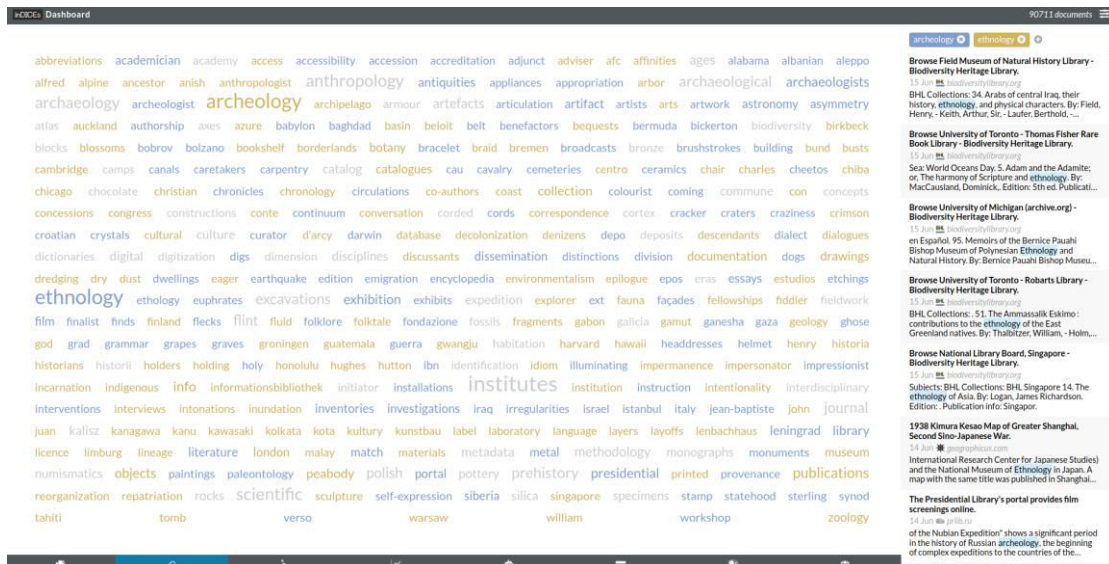 inDICEs Dashboard
90711 documents
abbreviations academician academy access accessibility accession accreditation adjunct adviser afc affinities ages alabama albanian aleppo
alfred alpine ancestor anish anthropologist anthropology antiquities appliances appropriation arbor archaeological archaeologists
archaeology archeologist archeology archipelago armour artefacts articulation artifact artists arts artwork astronomy asymmetry
atlas auckland authorship axes azure babylon baghdad basin beloit belt benefactors bequests bermuda bickerton biodiversity birkbeck
blocks blossoms bobrov bolzano bookshelf borderlands botany bracelet braid bremen broadcasts bronze brushstrokes building bund busts
cambridge camps canals caretakers carpentry catalog catalogues cau cavalry cemeteries centro ceramics chair charles cheetos chiba
chicago chocolate christian chronicles chronology circulations co-authors coast collection colourist coming commune con concepts
concessions congress constructions conte continuum conversation corded cords correspondence cortex cracker craters craziness crimson
croatian crystals cultural culture curator d'arcy darwin database decolonization denizens depo deposits descendants dialect dialogues
dictionaries digital digitization digs dimension disciplines discussants dissemination distinctions division documentation dogs drawings
dredging dry dust dwellings eager earthquake edition emigration encyclopedia environmentalism epilogue epos eras essays estudios etchings
ethnology ethology euphrates excavations exhibition exhibits expedition explorer ext fauna façades fellowships fiddler fieldwork
film finalist finds finland flecks flint fluid folklore folktale fondazione fossils fragments gabon galicia gamut ganesha gaza geology ghose
god grad grammar grapes graves groningen guatemala guerra gwangju habitation harvard hawaii headdresses helmet henry historia
historians historii holders holding holy honolulu hughes hutton ibn identification idiom illuminating impermanence impersonator impressionist
incarnation indigenous info informationsbibliothek initiator installations institutes institution instruction intentionality interdisciplinary
interventions interviews intonations inundation inventories investigations iraq irregularities israel istanbul italy jean-baptiste john journal
juan kalisz kanagawa kanu kawasaki kolkata kota kultury kunstbau label laboratory language layers layoffs lenbachhaus leningrad library
licence limburg lineage literature london malay match materials metadata metal methodology monographs monuments museum
numismatics objects paintings paleontology peabody polish portal pottery prehistory presidential printed provenance publications
reorganization repatriation rocks scientific sculpture self-expression siberia silica singapore specimens stamp statehood sterling synod
tahiti tomb verso warsaw william workshop zoology
archeology ethnology
Browse Field Museum of Natural History Library -
Biodiversity Heritage Library.
15 Jun biodiversitylibrary.org
BHL Collections: 34. Arabs of central Iraq, their
history, ethnology, and physical characters. By: Field,
Henry, - Keith, Arthur, Sir, - Laufer, Berthold, -...
Browse University of Toronto - Thomas Fisher Rare
Book Library - Biodiversity Heritage Library.
15 Jun biodiversitylibrary.org
Sea: World Oceans Day. 5. Adam and the Adamite;
or, The harmony of Scripture and ethnology. By:
MacCausland, Dominick,. Edition: 5th ed. Publicati...
Browse University of Michigan (archive.org) -
Biodiversity Heritage Library.
15 Jun biodiversitylibrary.org
en Español. 95. Memoirs of the Bernice Pauahi
Bishop Museum of Polynesian Ethnology and
Natural History. By: Bernice Pauahi Bishop Museu...
Browse University of Toronto - Robarts Library -
Biodiversity Heritage Library.
15 Jun biodiversitylibrary.org
BHL Collections: . 51. The Ammassalik Eskimo :
contributions to the ethnology of the East
Greenland natives. By: Thalbitzer, William, - Holm,...
Browse National Library Board, Singapore -
Biodiversity Heritage Library.
15 Jun biodiversitylibrary.org
Subjects: BHL Collections: BHL Singapore 14. The
ethnology of Asia. By: Logan, James Richardson.
Edition: . Publication info: Singapor.
1938 Kimura Kesao Map of Greater Shanghai,
Second Sino-Japanese War.
14 Jun geographicus.com
International Research Center for Japanese Studies)
and the National Museum of Ethnology in Japan. A
map with the same title was published in Shanghai...
The Presidential Library's portal provides film
screenings online.
14 Jun prlib.ru
of the Nubian Expedition" shows a significant period
in the history of Russian archeology, the beginning
of complex expeditions to the countries of the...